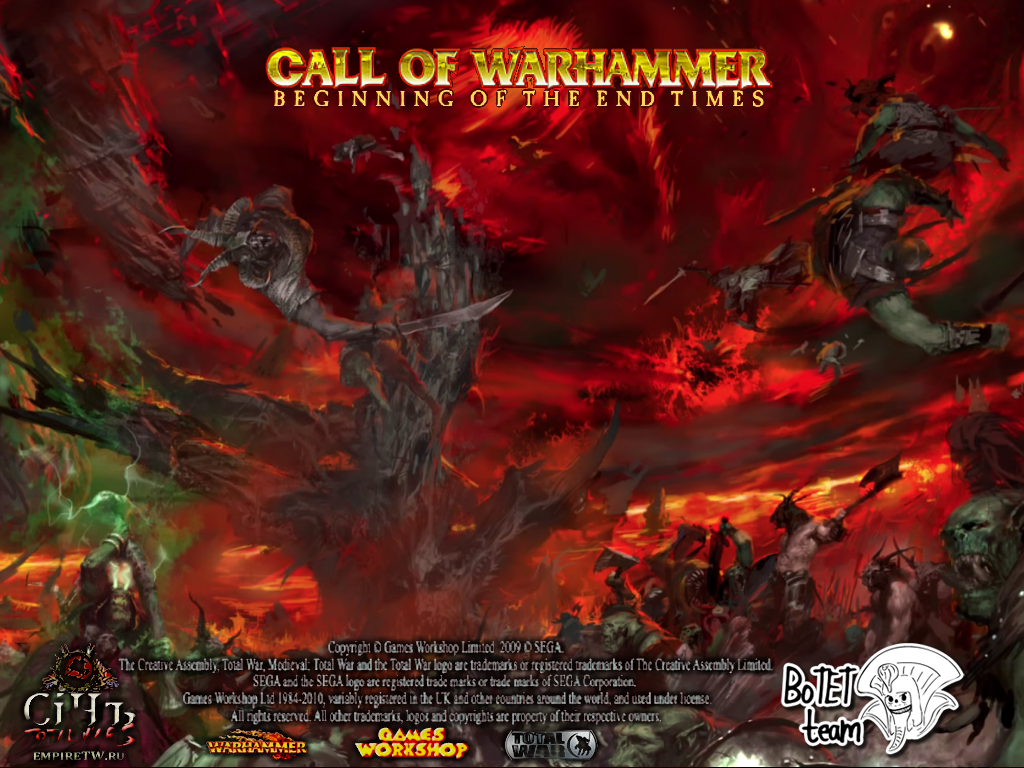 CALL OF WARHAMMER
BEGINNING OF THE END TIMES
Copyright © Games Workshop Limited 2009 © SEGA.
The Creative Assembly, Total War, Medieval: Total War and the Total War logo are trademarks or registered trademarks of The Creative Assembly Limited.
SEGA and the SEGA logo are registered trade marks or trade marks of SEGA Corporation.
Games Workshop Ltd 1984-2010, variably registered in the UK and other countries around the world, and used under license.
All rights reserved. All other trademarks, logos and copyrights are property of their respective owners.
TOTAL WARS
EMPIRETW.RU
WARHAMMER
GAMES
WORKSHOP
TOTAL
WAR
BoTET
team